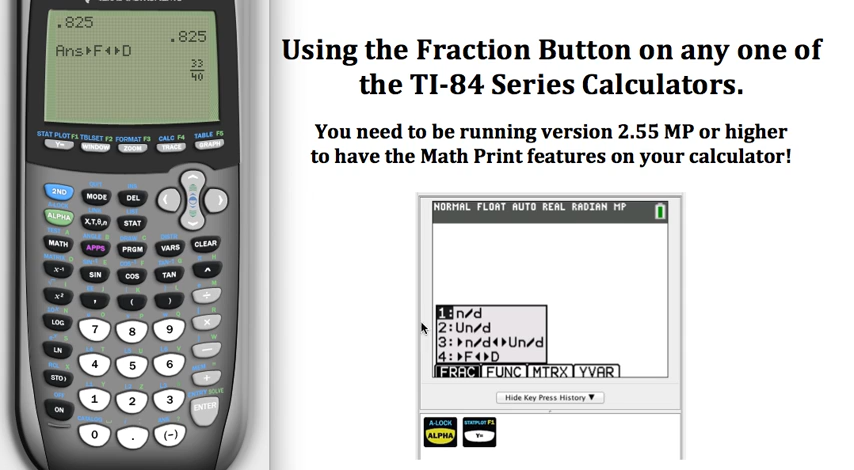 .825
.825
Ans▸F◂▸D
33
40
STAT PLOT F1 TBLSET F2 FORMAT F3 CALC F4 TABLE F5
Y= WINDOW ZOOM TRACE GRAPH
2ND MODE DEL
ALPHA X,T,θ,n STAT
MATH APPS PRGM VARS CLEAR
x⁻¹ SIN COS TAN ^
x² , ( ) ÷
LOG 7 8 9 ×
LN 4 5 6 −
STO⟩ 1 2 3 +
ON 0 . (-) ENTER
Using the Fraction Button on any one of
the TI-84 Series Calculators.
You need to be running version 2.55 MP or higher
to have the Math Print features on your calculator!
NORMAL FLOAT AUTO REAL RADIAN MP
1:n/d
2:Un/d
3:▸n/d◂▸Un/d
4:▸F◂▸D
FRAC FUNC MTRX YVAR
Hide Key Press History ▼
A-LOCK STATPLOT F1
ALPHA Y=